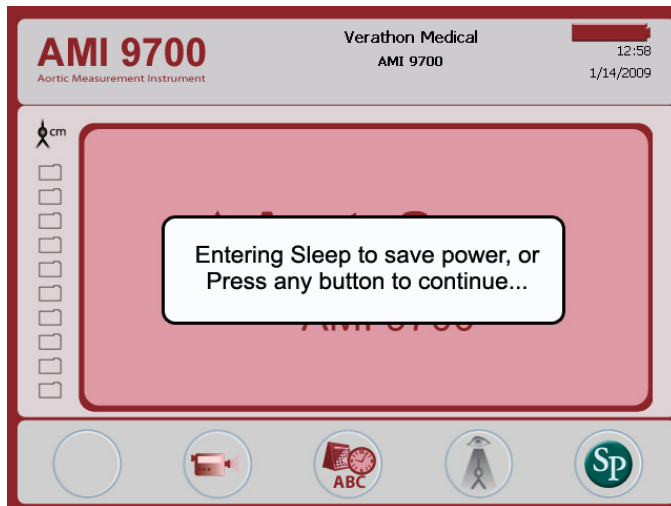 AMI 9700
Aortic Measurement Instrument
Verathon Medical
AMI 9700
12:58
1/14/2009
cm
Entering Sleep to save power, or
Press any button to continue...
ABC
SP